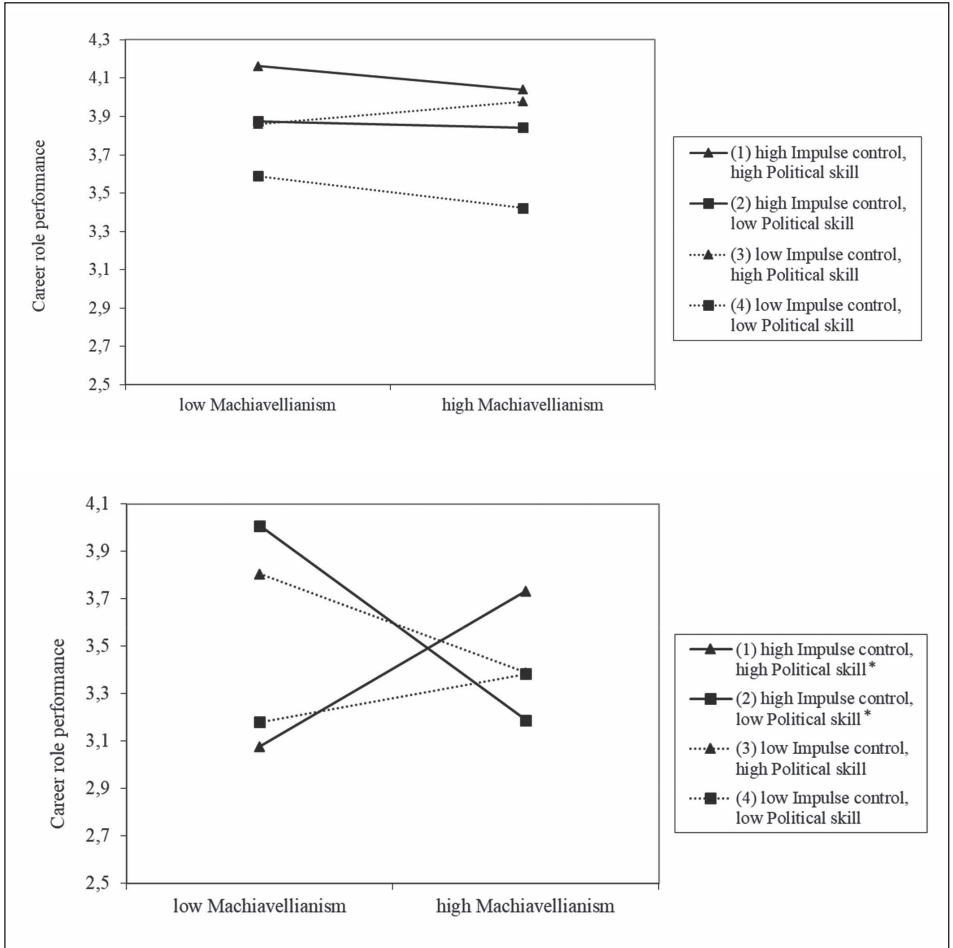 4,3
4,1
3,9
3,7
3,5
3,3
3,1
2,9
2,7
2,5
Career role performance
low Machiavellianism
high Machiavellianism
(1) high Impulse control,
high Political skill
(2) high Impulse control,
low Political skill
(3) low Impulse control,
high Political skill
(4) low Impulse control,
low Political skill
4,1
3,9
3,7
3,5
3,3
3,1
2,9
2,7
2,5
Career role performance
low Machiavellianism
high Machiavellianism
(1) high Impulse control,
high Political skill*
(2) high Impulse control,
low Political skill*
(3) low Impulse control,
high Political skill
(4) low Impulse control,
low Political skill